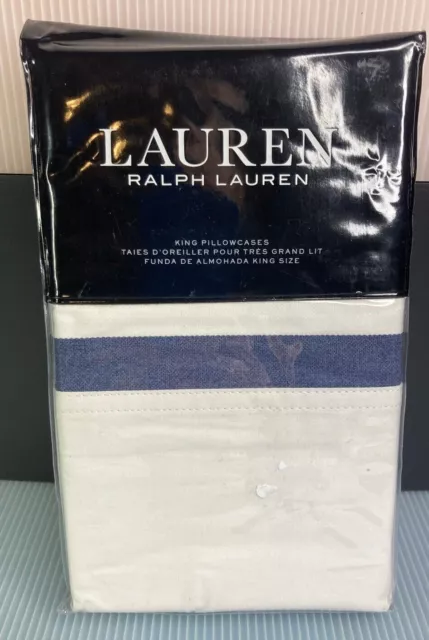 LAUREN
RALPH LAUREN
KING PILLOWCASES
TAIES D'OREILLER POUR TRÈS GRAND LIT
FUNDA DE ALMOHADA KING SIZE